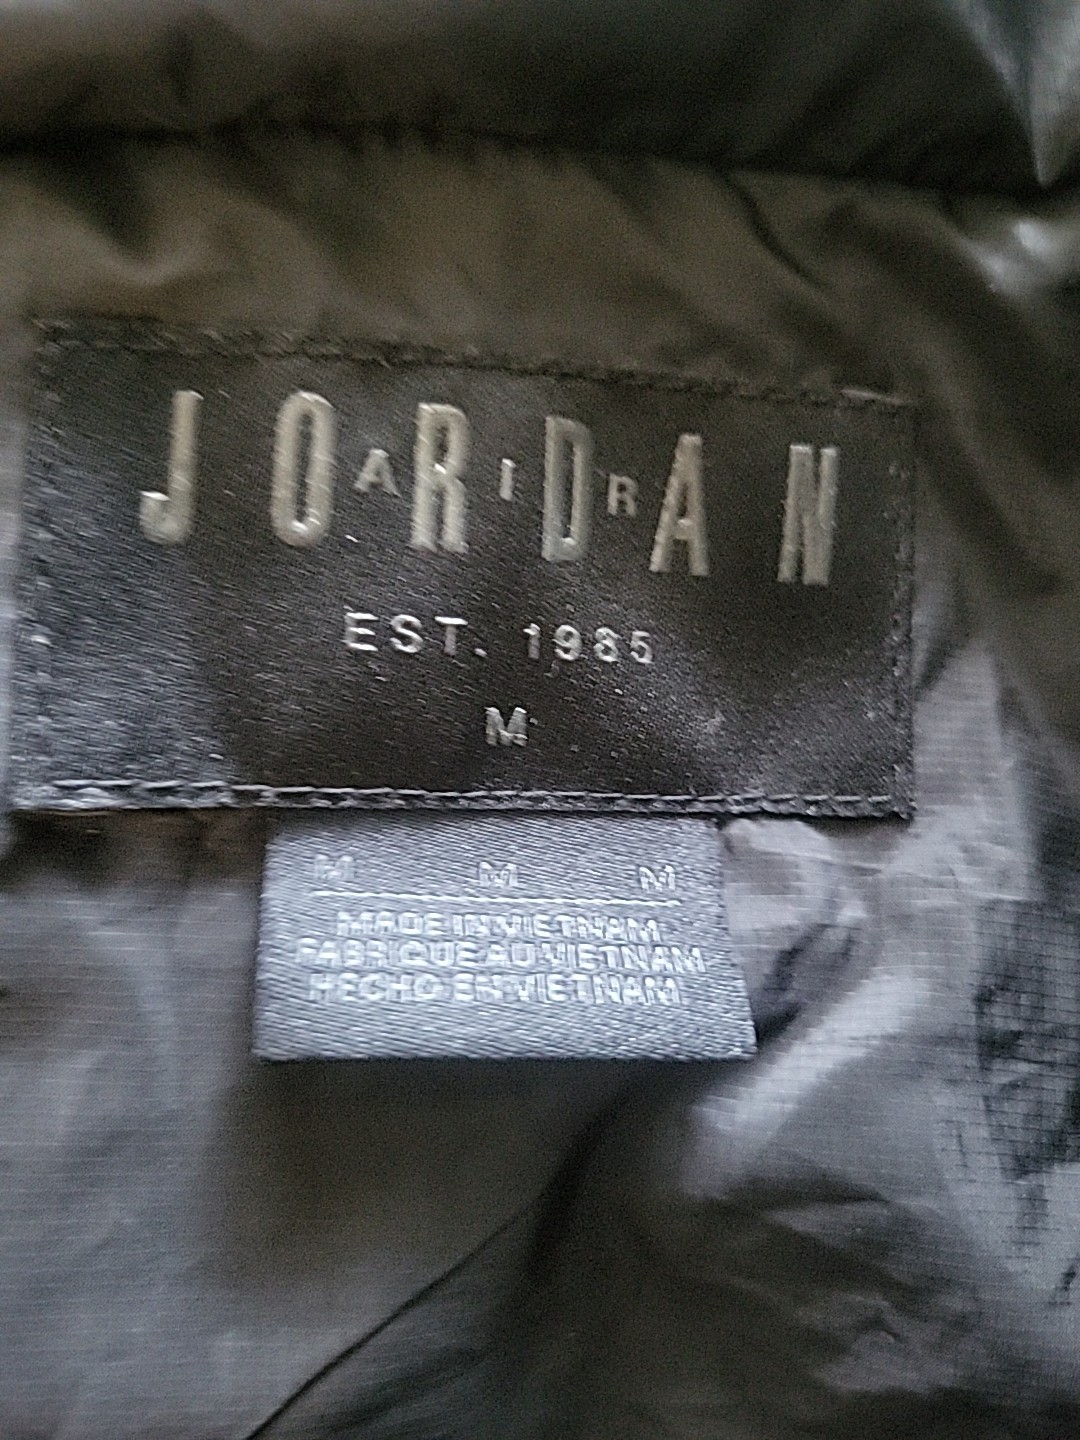 JORDAN
AIR
EST. 1985
M
M M M
MADE IN VIETNAM
FABRIQUE AU VIETNAM
HECHO EN VIETNAM